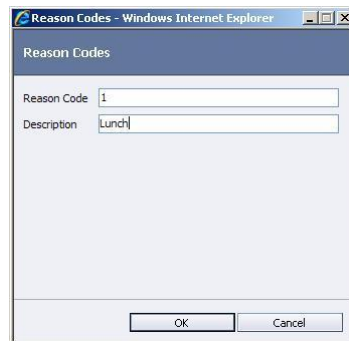 Reason Codes - Windows Internet Explorer
Reason Codes
Reason Code 1
Description Lunch
OK Cancel